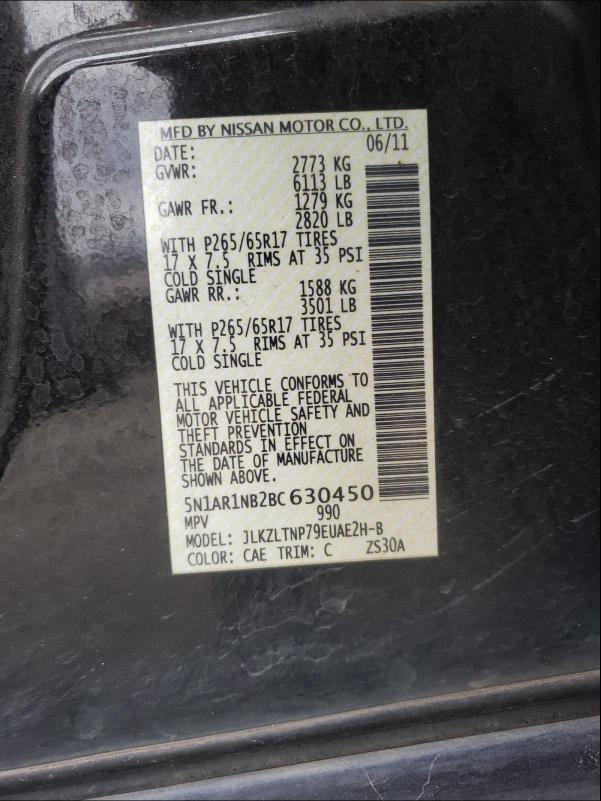 MFD BY NISSAN MOTOR CO., LTD.
DATE: 06/11
GVWR: 2773 KG
6113 LB
GAWR FR.: 1279 KG
2820 LB
WITH P265/65R17 TIRES
17 X 7.5 RIMS AT 35 PSI
COLD SINGLE
GAWR RR.: 1588 KG
3501 LB
WITH P265/65R17 TIRES
17 X 7.5 RIMS AT 35 PSI
COLD SINGLE
THIS VEHICLE CONFORMS TO
ALL APPLICABLE FEDERAL
MOTOR VEHICLE SAFETY AND
THEFT PREVENTION
STANDARDS IN EFFECT ON
THE DATE OF MANUFACTURE
SHOWN ABOVE.
5N1AR1NB2BC630450
MPV 990
MODEL: JLKZLTNP79EUAE2H-B
COLOR: CAE TRIM: C ZS30A